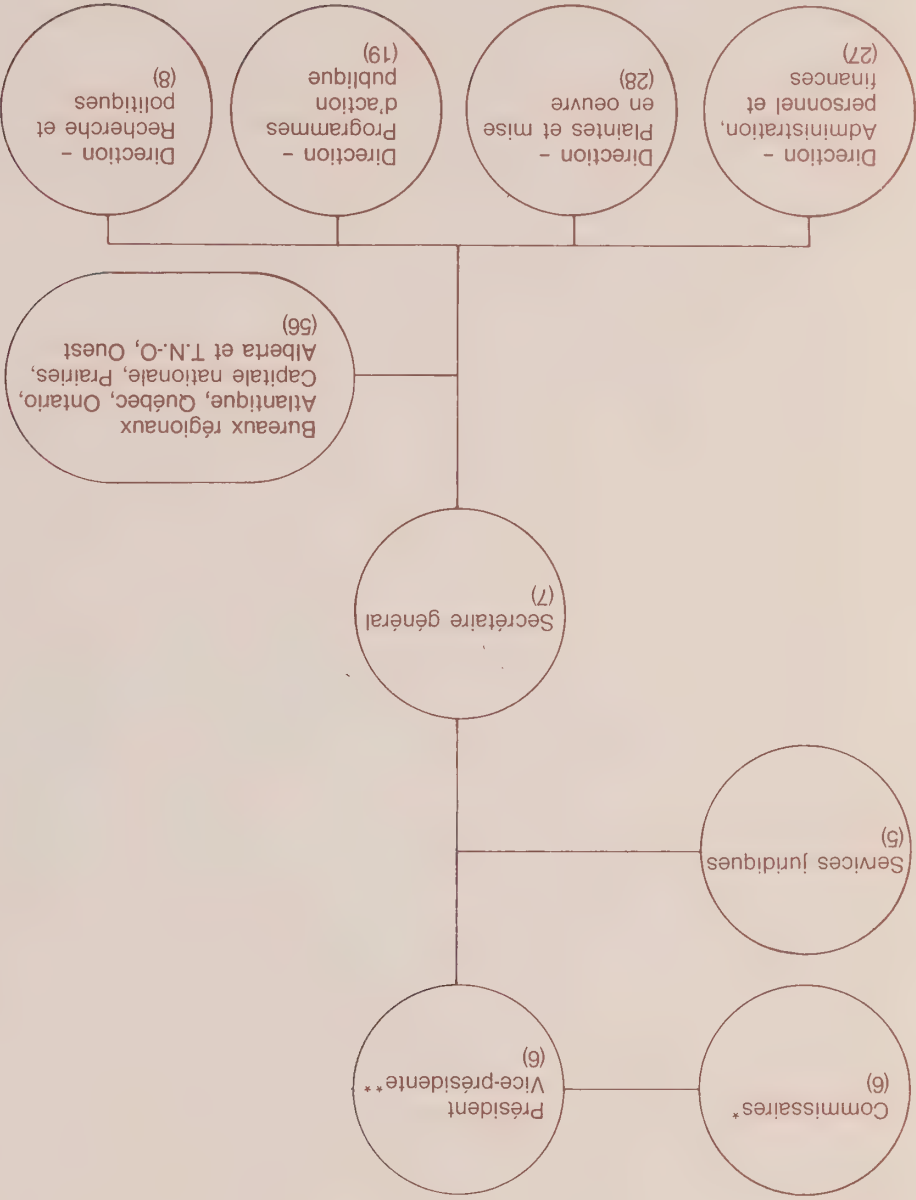 Commissaires*
(6)
Président
Vice-présidente**
(6)
Services juridiques
(5)
Secrétaire général
(7)
Bureaux régionaux
Atlantique, Québec, Ontario,
Capitale nationale, Prairies,
Alberta et T.N.-O, Ouest
(56)
Direction –
Administration,
personnel et
finances
(27)
Direction –
Plaintes et mise
en oeuvre
(28)
Direction –
Programmes
d'action
publique
(19)
Direction –
Recherche et
politiques
(8)